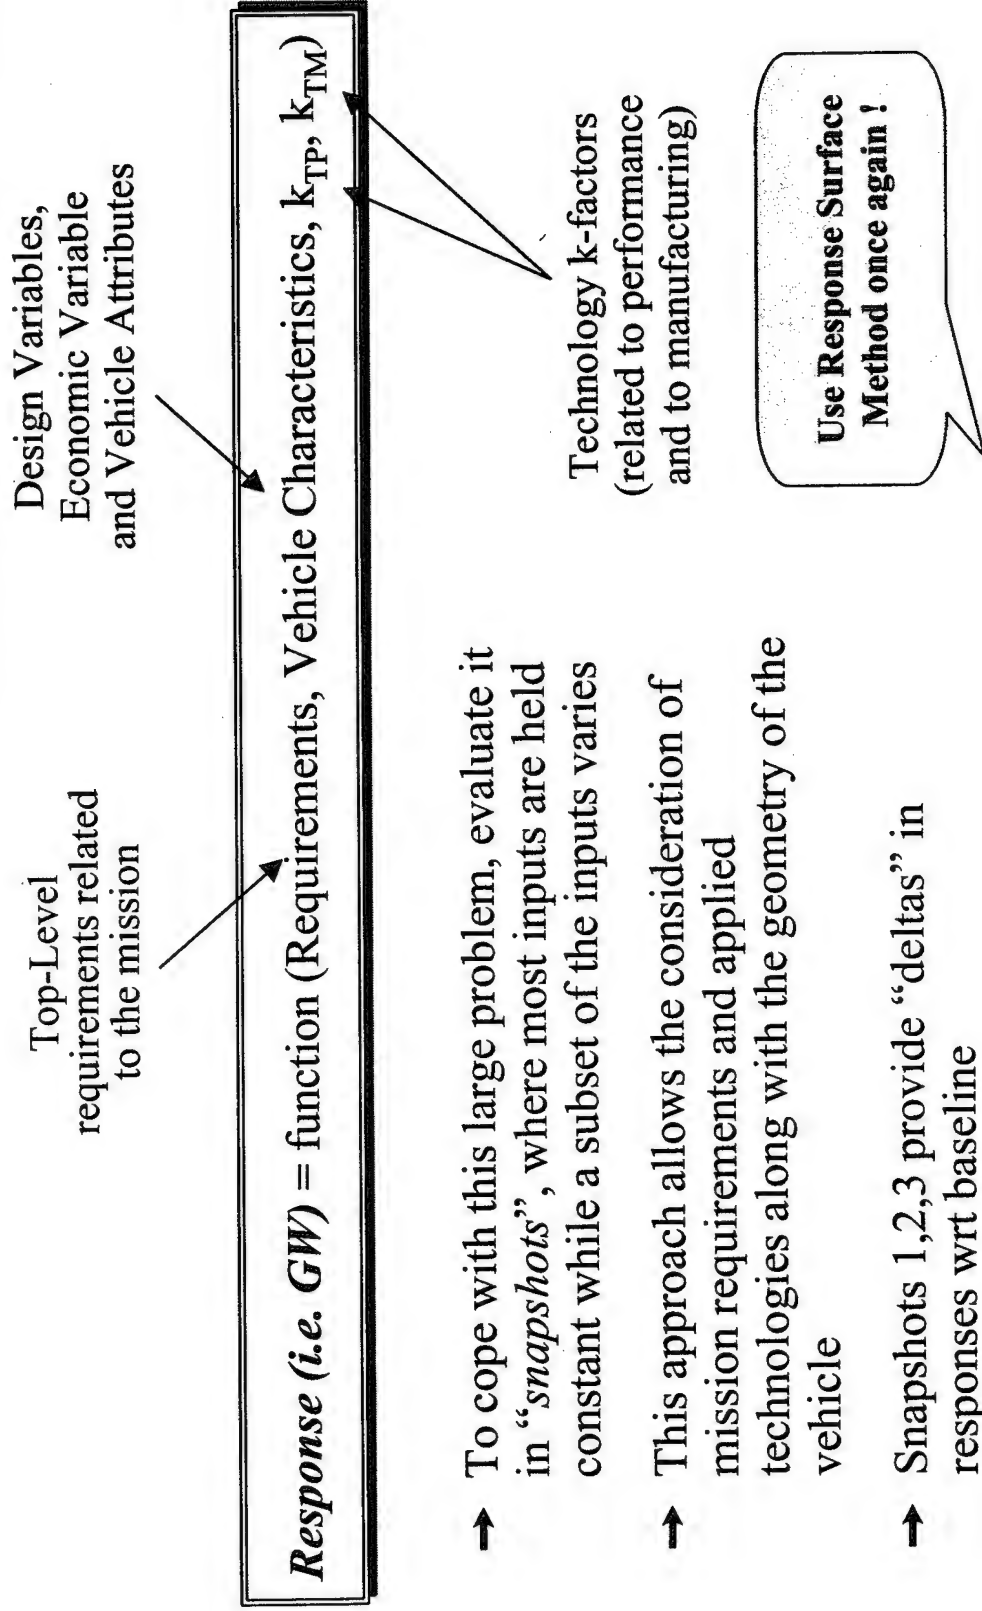 Top-Level
requirements related
to the mission
Design Variables,
Economic Variable
and Vehicle Attributes
Response (i.e. GW) = function (Requirements, Vehicle Characteristics, k_TP, k_TM)
Technology k-factors
(related to performance
and to manufacturing)
→ To cope with this large problem, evaluate it
in “snapshots”, where most inputs are held
constant while a subset of the inputs varies
→ This approach allows the consideration of
mission requirements and applied
technologies along with the geometry of the
vehicle
→ Snapshots 1,2,3 provide “deltas” in
responses wrt baseline
Use Response Surface
Method once again !